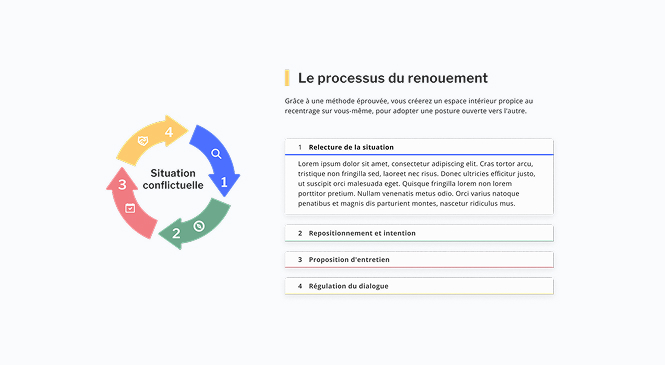 Le processus du renouement
Grâce à une méthode éprouvée, vous créerez un espace intérieur propice au
recentrage sur vous-même, pour adopter une posture ouverte vers l'autre.
4
1
2
3
Situation
conflictuelle
1 Relecture de la situation
Lorem ipsum dolor sit amet, consectetur adipiscing elit. Cras tortor arcu,
tristique non fringilla sed, laoreet nec risus. Donec ultricies efficitur justo,
ut suscipit orci malesuada eget. Quisque fringilla lorem non lorem
porttitor pretium. Nullam venenatis metus odio. Orci varius natoque
penatibus et magnis dis parturient montes, nascetur ridiculus mus.
2 Repositionnement et intention
3 Proposition d'entretien
4 Régulation du dialogue